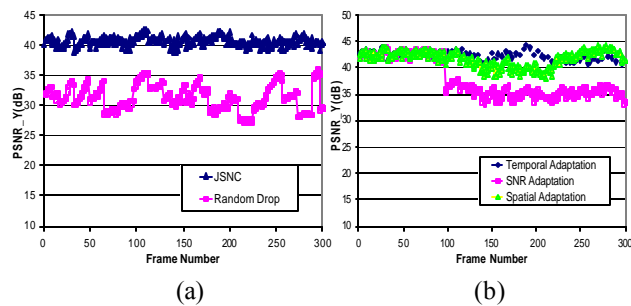 PSNR_Y(dB)
45
40
35
30
25
20
15
10
0 50 100 150 200 250 300
Frame Number
JSNC
Random Drop
(a)
PSNR_Y(dB)
50
45
40
35
30
25
20
15
10
0 50 100 150 200 250 300
Frame Number
Temporal Adaptation
SNR Adaptation
Spatial Adaptation
(b)